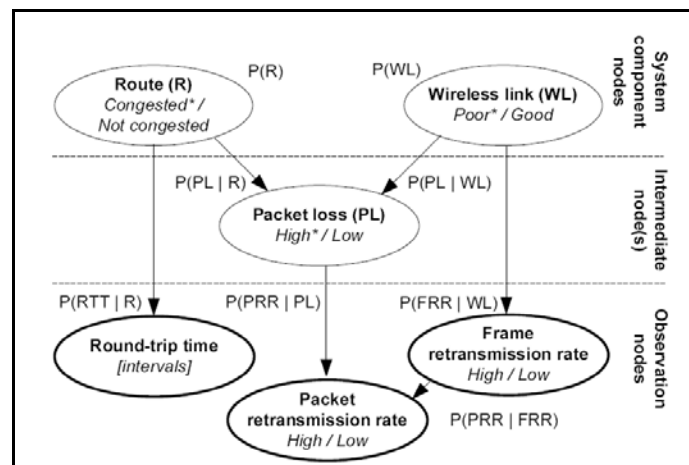 P(R)
P(WL)
Route (R)
Congested* /
Not congested
Wireless link (WL)
Poor* / Good
System
component
nodes
P(PL | R)
P(PL | WL)
Packet loss (PL)
High* / Low
Intermediate
node(s)
P(RTT | R)
P(PRR | PL)
P(FRR | WL)
Round-trip time
[intervals]
Frame
retransmission rate
High / Low
Observation
nodes
Packet
retransmission rate
High / Low
P(PRR | FRR)